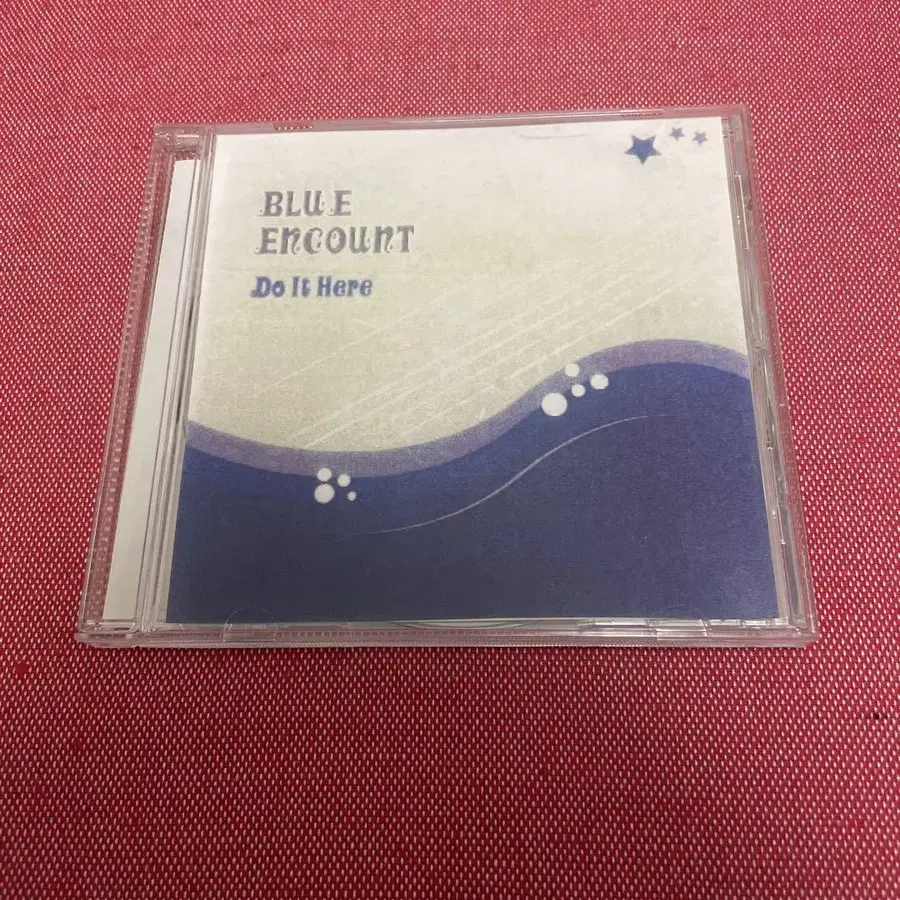 BLUE
ENCOUNT
Do It Here